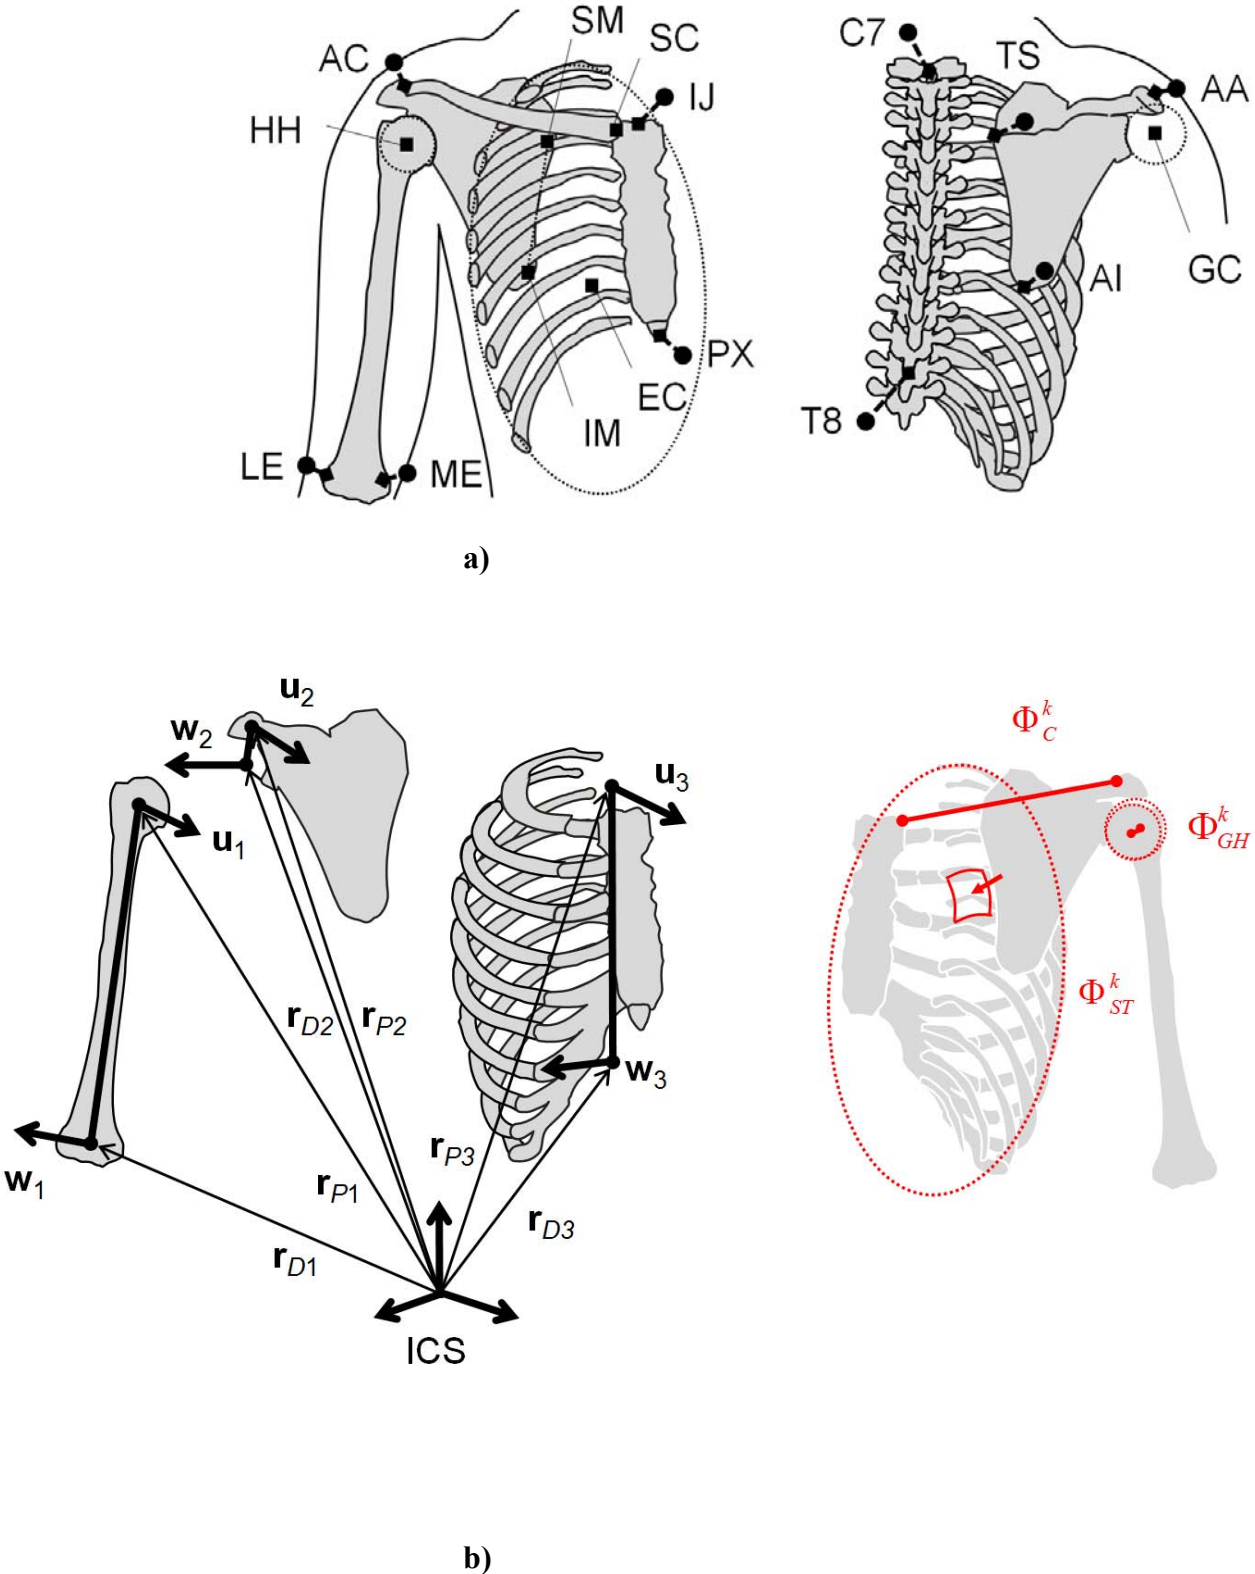 SM
SC
AC
IJ
HH
PX
EC
IM
LE
ME
C7
TS
AA
GC
AI
T8
a)
u2
w2
u3
u1
rD2
rP2
w3
rP3
w1
rP1
rD3
rD1
ICS
Φ^k_C
Φ^k_GH
Φ^k_ST
b)